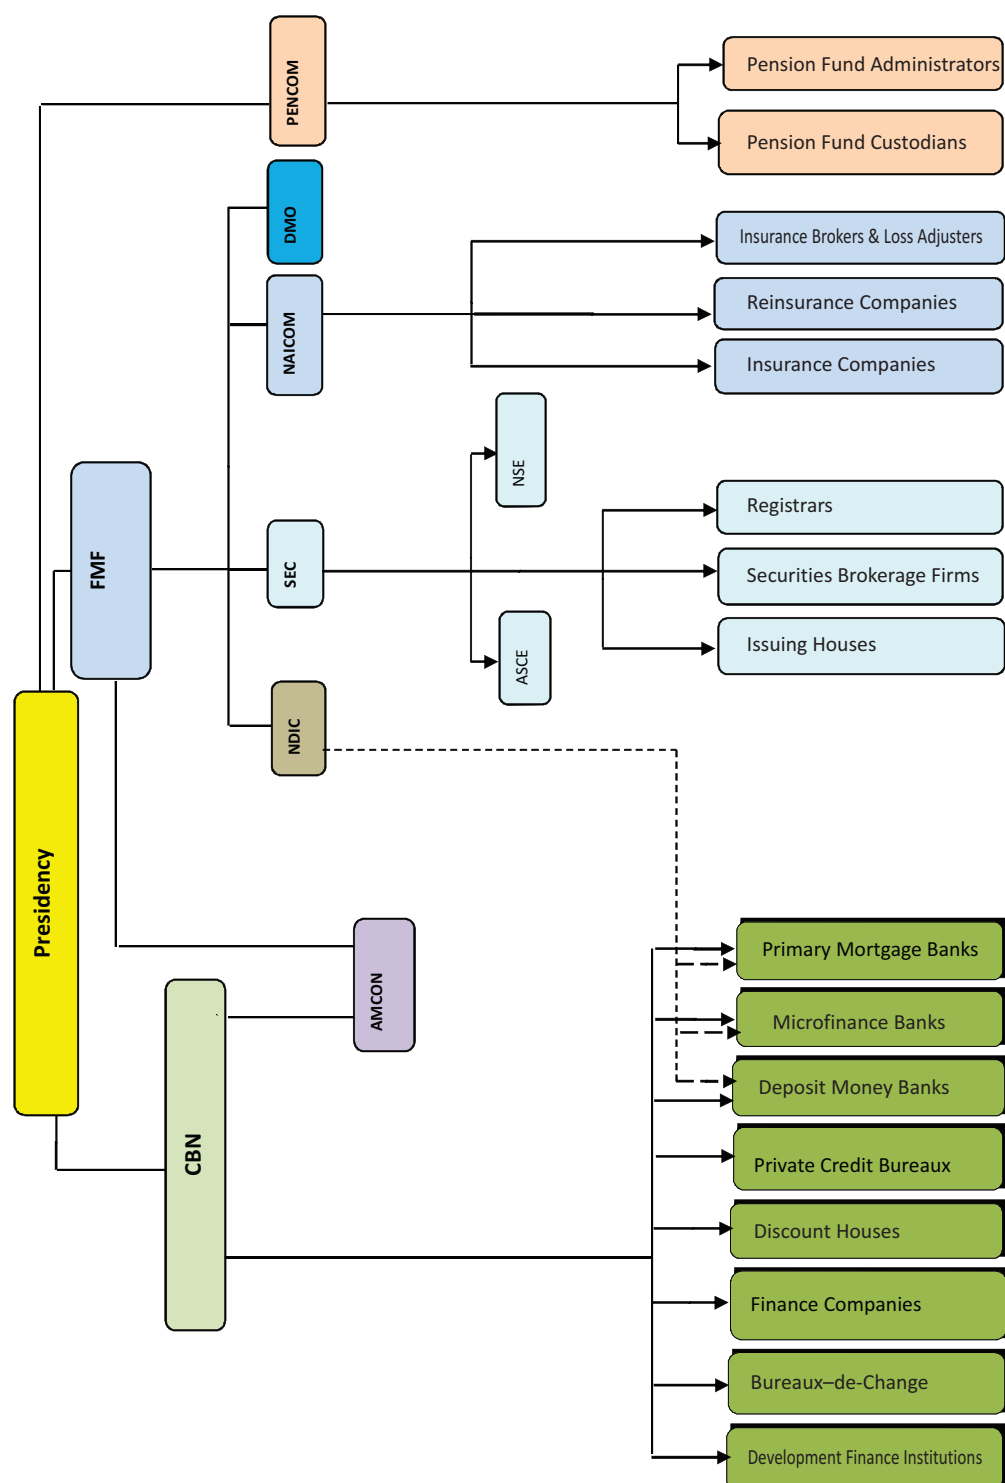 PENCOM
Pension Fund Administrators
Pension Fund Custodians
DMO
NAICOM
Insurance Brokers & Loss Adjusters
Reinsurance Companies
Insurance Companies
FMF
SEC
NSE
ASCE
Registrars
Securities Brokerage Firms
Issuing Houses
NDIC
Presidency
AMCON
CBN
Primary Mortgage Banks
Microfinance Banks
Deposit Money Banks
Private Credit Bureaux
Discount Houses
Finance Companies
Bureaux–de-Change
Development Finance Institutions